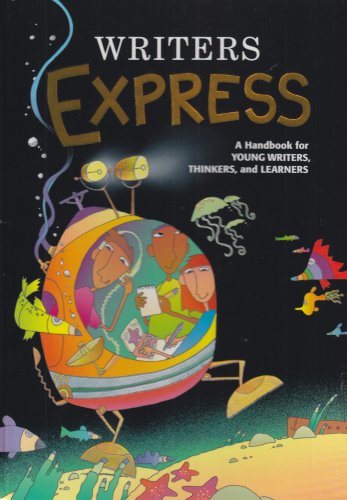 WRITERS
EXPRESS
A Handbook for
YOUNG WRITERS,
THINKERS, and LEARNERS